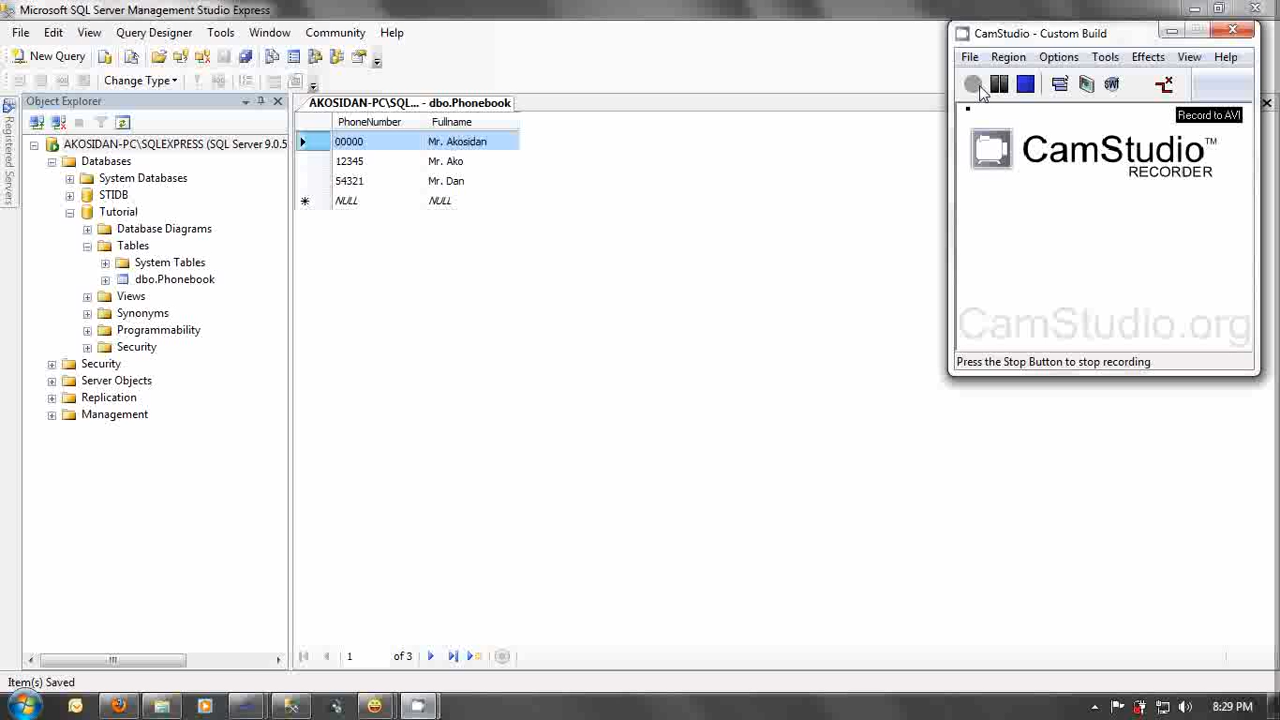 Microsoft SQL Server Management Studio Express
File Edit View Query Designer Tools Window Community Help
New Query
Change Type
Object Explorer
Registered Servers
AKOSIDAN-PC\SQLEXPRESS (SQL Server 9.0.5
Databases
System Databases
STIDB
Tutorial
Database Diagrams
Tables
System Tables
dbo.Phonebook
Views
Synonyms
Programmability
Security
Security
Server Objects
Replication
Management
AKOSIDAN-PC\SQL... - dbo.Phonebook
PhoneNumber Fullname
00000 Mr. Akosidan
12345 Mr. Ako
54321 Mr. Dan
NULL NULL
1 of 3
CamStudio - Custom Build
File Region Options Tools Effects View Help
Record to AVI
CamStudio™
RECORDER
CamStudio.org
Press the Stop Button to stop recording
Item(s) Saved
8:29 PM